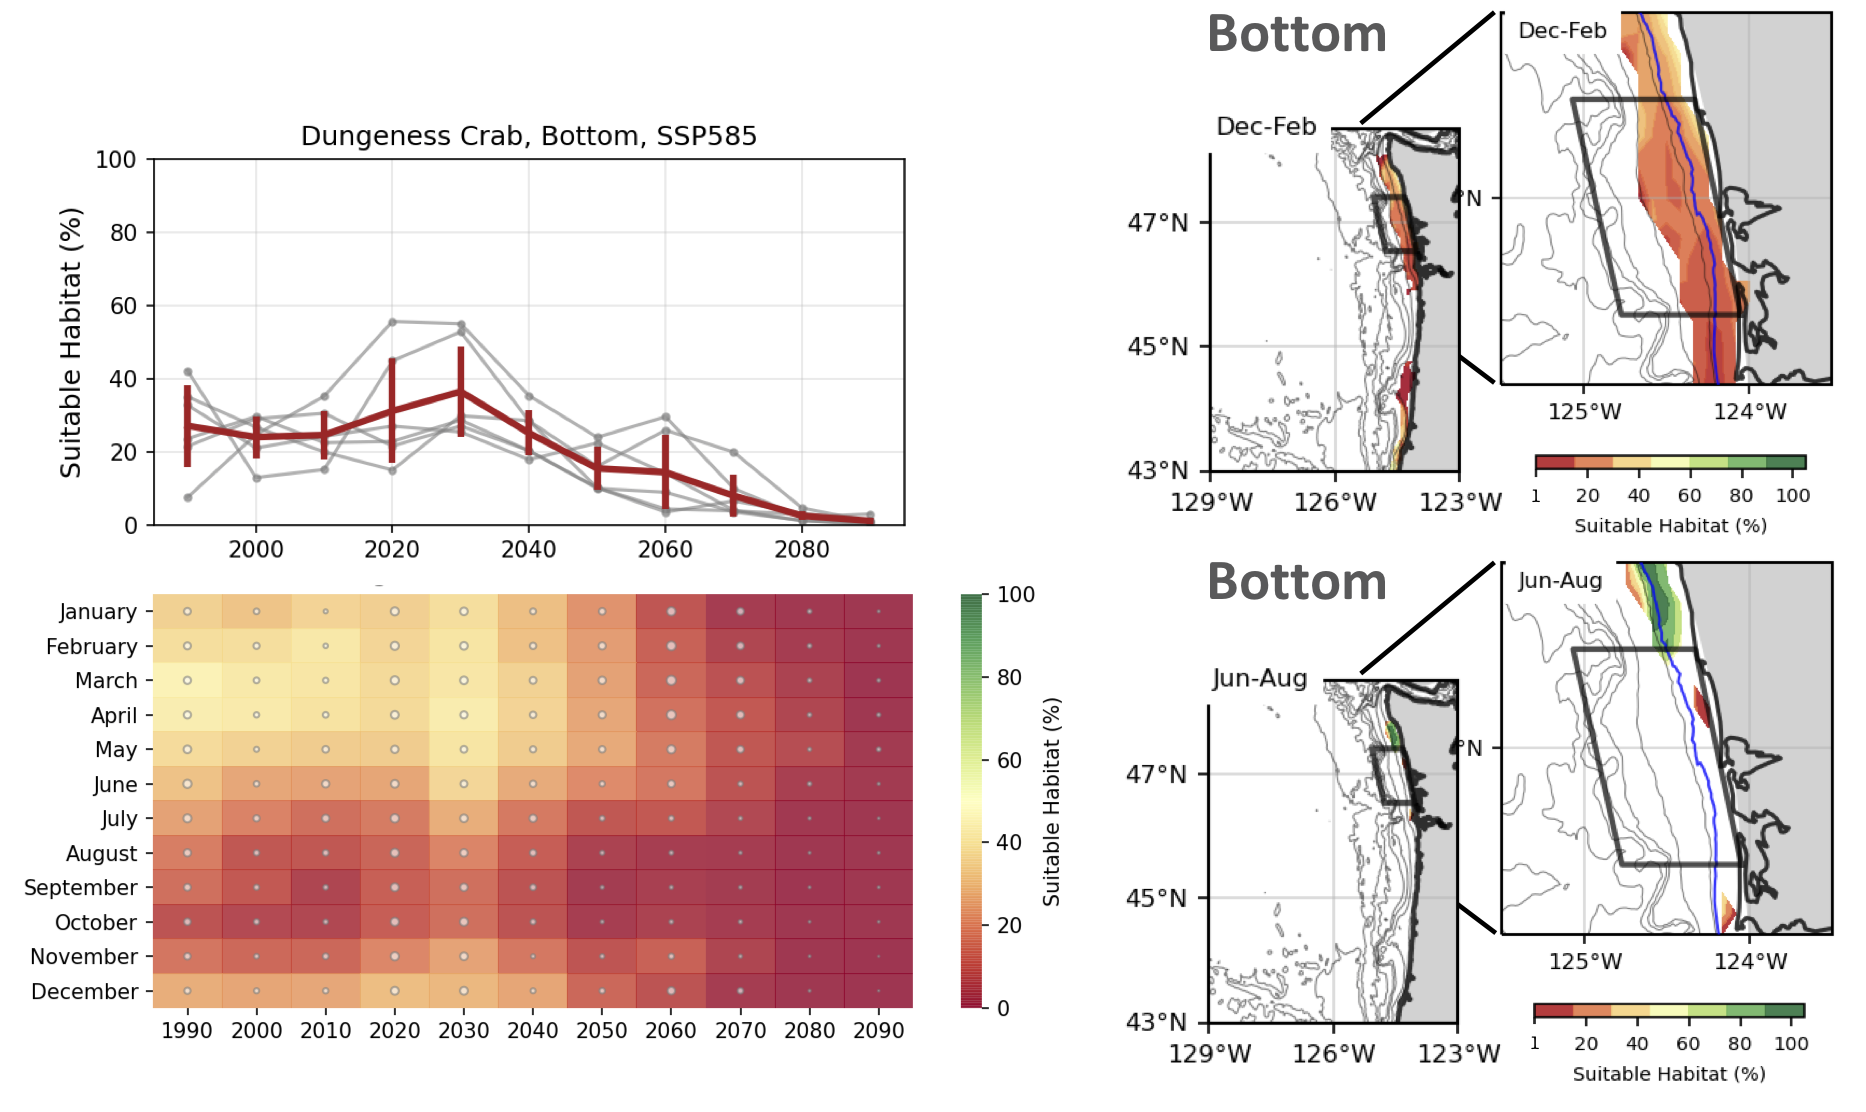 Dungeness Crab, Bottom, SSP585
100
80
60
40
20
0
Suitable Habitat (%)
2000 2020 2040 2060 2080
January
February
March
April
May
June
July
August
September
October
November
December
1990 2000 2010 2020 2030 2040 2050 2060 2070 2080 2090
100
80
60
40
20
0
Suitable Habitat (%)
Bottom
Dec-Feb
47°N
45°N
43°N
129°W 126°W 123°W
Dec-Feb
°N
125°W 124°W
1 20 40 60 80 100
Suitable Habitat (%)
Bottom
Jun-Aug
47°N
45°N
43°N
129°W 126°W 123°W
Jun-Aug
°N
125°W 124°W
1 20 40 60 80 100
Suitable Habitat (%)